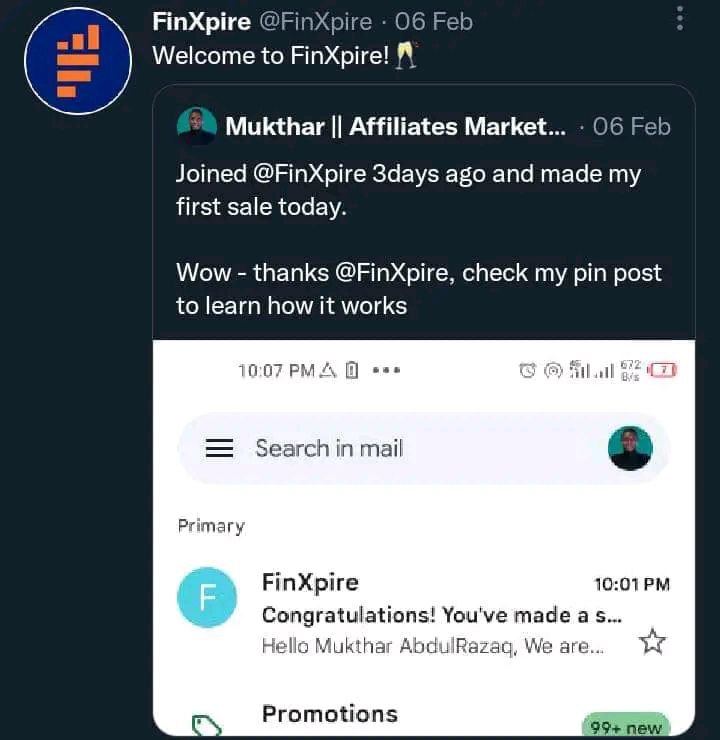 FinXpire @FinXpire · 06 Feb
Welcome to FinXpire! 🥂
Mukthar || Affiliates Market... · 06 Feb
Joined @FinXpire 3days ago and made my
first sale today.
Wow - thanks @FinXpire, check my pin post
to learn how it works
10:07 PM
672
B/s
7
Search in mail
Primary
F
FinXpire
10:01 PM
Congratulations! You've made a s...
Hello Mukthar AbdulRazaq, We are...
Promotions
99+ new